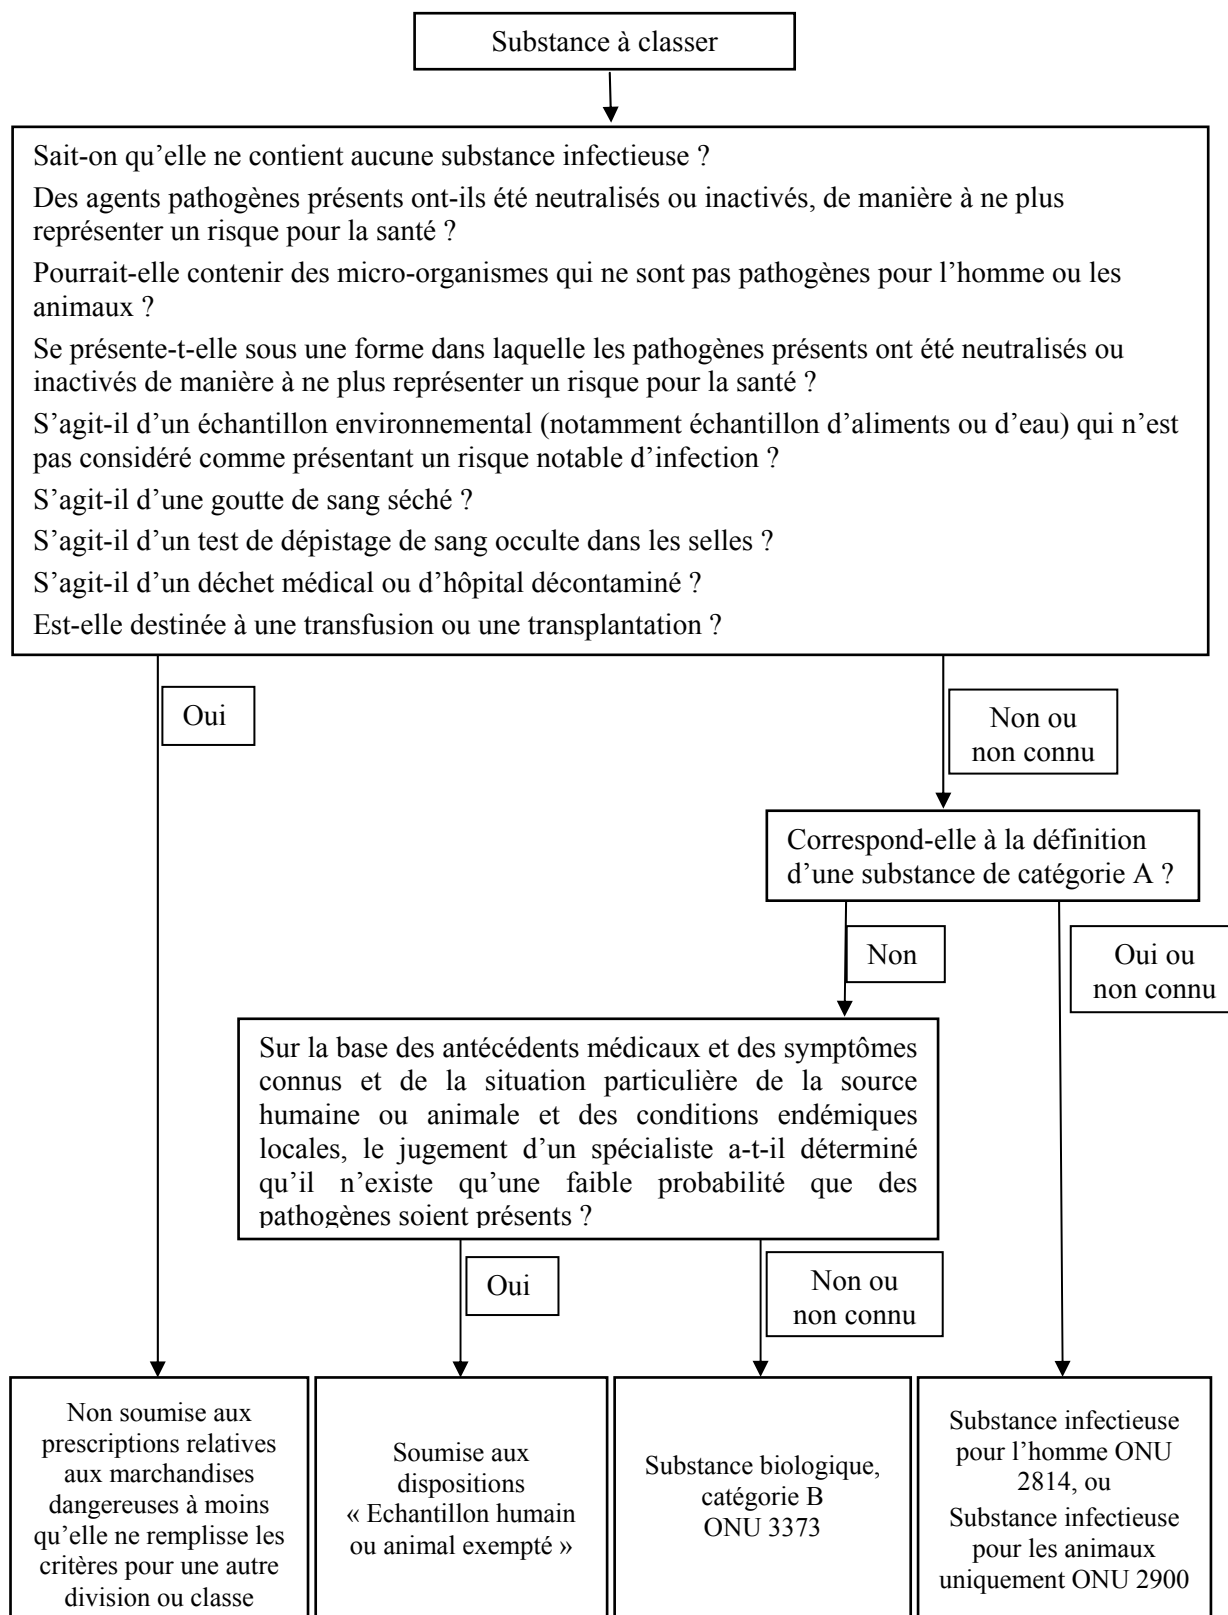 Substance à classer
Sait-on qu’elle ne contient aucune substance infectieuse ?
Des agents pathogènes présents ont-ils été neutralisés ou inactivés, de manière à ne plus
représenter un risque pour la santé ?
Pourrait-elle contenir des micro-organismes qui ne sont pas pathogènes pour l’homme ou les
animaux ?
Se présente-t-elle sous une forme dans laquelle les pathogènes présents ont été neutralisés ou
inactivés de manière à ne plus représenter un risque pour la santé ?
S’agit-il d’un échantillon environnemental (notamment échantillon d’aliments ou d’eau) qui n’est
pas considéré comme présentant un risque notable d’infection ?
S’agit-il d’une goutte de sang séché ?
S’agit-il d’un test de dépistage de sang occulte dans les selles ?
S’agit-il d’un déchet médical ou d’hôpital décontaminé ?
Est-elle destinée à une transfusion ou une transplantation ?
Oui
Non ou
non connu
Correspond-elle à la définition
d’une substance de catégorie A ?
Non
Oui ou
non connu
Sur la base des antécédents médicaux et des symptômes
connus et de la situation particulière de la source
humaine ou animale et des conditions endémiques
locales, le jugement d’un spécialiste a-t-il déterminé
qu’il n’existe qu’une faible probabilité que des
pathogènes soient présents ?
Oui
Non ou
non connu
Non soumise aux
prescriptions relatives
aux marchandises
dangereuses à moins
qu’elle ne remplisse les
critères pour une autre
division ou classe
Soumise aux
dispositions
« Echantillon humain
ou animal exempté »
Substance biologique,
catégorie B
ONU 3373
Substance infectieuse
pour l’homme ONU
2814, ou
Substance infectieuse
pour les animaux
uniquement ONU 2900